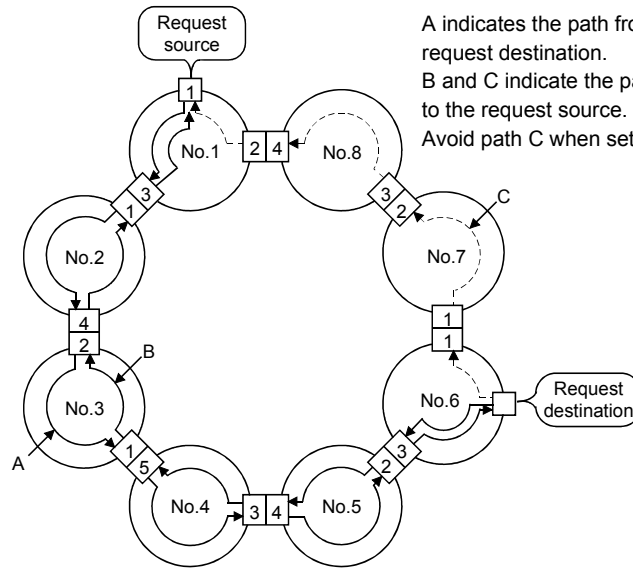 Request
source
A indicates the path fro
request destination.
B and C indicate the pa
to the request source.
Avoid path C when set
1
No.1
2 4
No.8
3
1
3
2
C
No.2
No.7
4
2
1
1
B
No.3
No.6
Request
destination
A
1
5
3
2
No.4
3 4
No.5